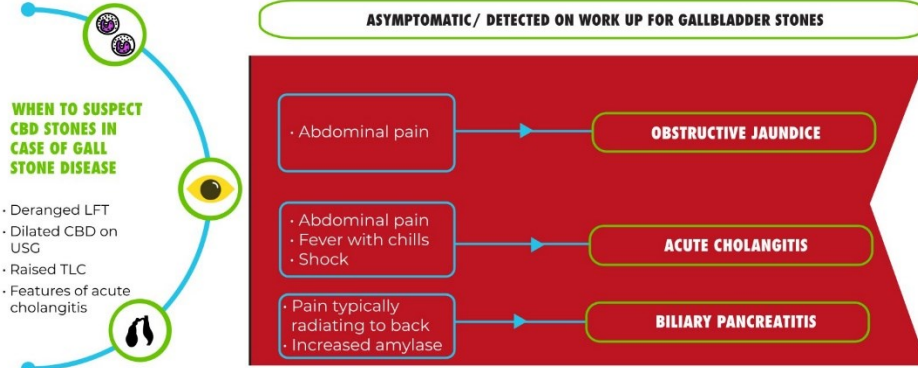 ASYMPTOMATIC/ DETECTED ON WORK UP FOR GALLBLADDER STONES
WHEN TO SUSPECT
CBD STONES IN
CASE OF GALL
STONE DISEASE
• Deranged LFT
• Dilated CBD on
USG
• Raised TLC
• Features of acute
cholangitis
• Abdominal pain
OBSTRUCTIVE JAUNDICE
• Abdominal pain
• Fever with chills
• Shock
ACUTE CHOLANGITIS
• Pain typically
radiating to back
• Increased amylase
BILIARY PANCREATITIS